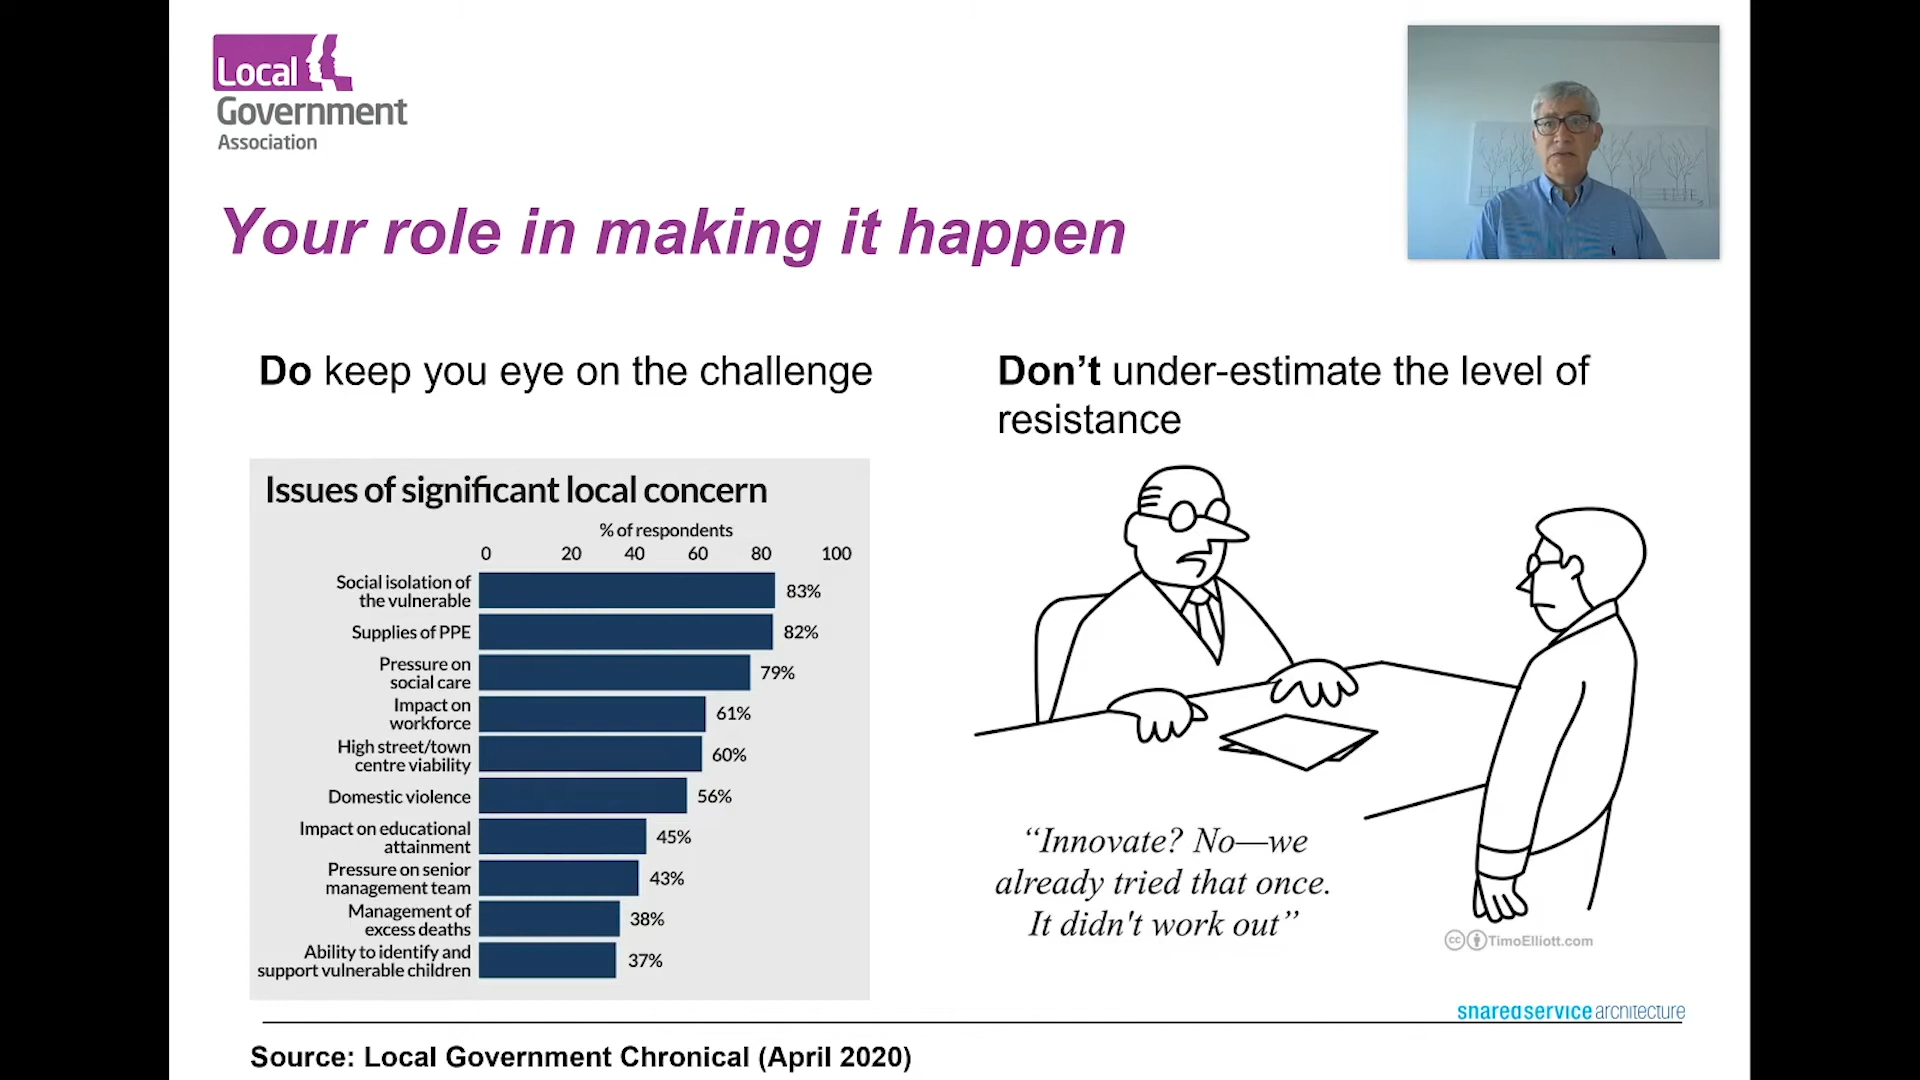 Local
Government
Association
Your role in making it happen
Do keep you eye on the challenge
Don’t under-estimate the level of
resistance
Issues of significant local concern
% of respondents
0 20 40 60 80 100
Social isolation of
the vulnerable
83%
Supplies of PPE
82%
Pressure on
social care
79%
Impact on
workforce
61%
High street/town
centre viability
60%
Domestic violence
56%
Impact on educational
attainment
45%
Pressure on senior
management team
43%
Management of
excess deaths
38%
Ability to identify and
support vulnerable children
37%
“Innovate? No—we
already tried that once.
It didn't work out”
cc TimoElliott.com
sharedservicearchitecture
Source: Local Government Chronical (April 2020)